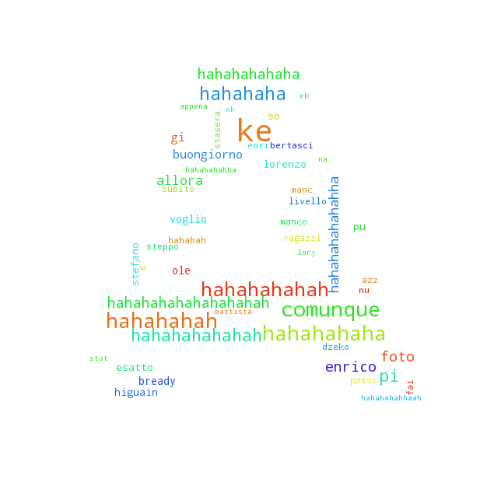 hahahahahaha
hahahaha
xk
appena
ok
stasera
so
ke
gi
enri
bertasci
buongiorno
na
lorenzo
hahahahahha
allora
subito
manc
livello
hahahahahahahha
voglio
manco
pu
hahahah
ragazzi
steppo
stefano
lory
c
ole
azz
nu
hahahahahah
hahahahahahahahahah
comunque
battista
hahahahah
hahahahahahah
hahahahaha
dzeko
stat
foto
esatto
enrico
pi
posso
fai
bready
higuain
hahahahahhaah